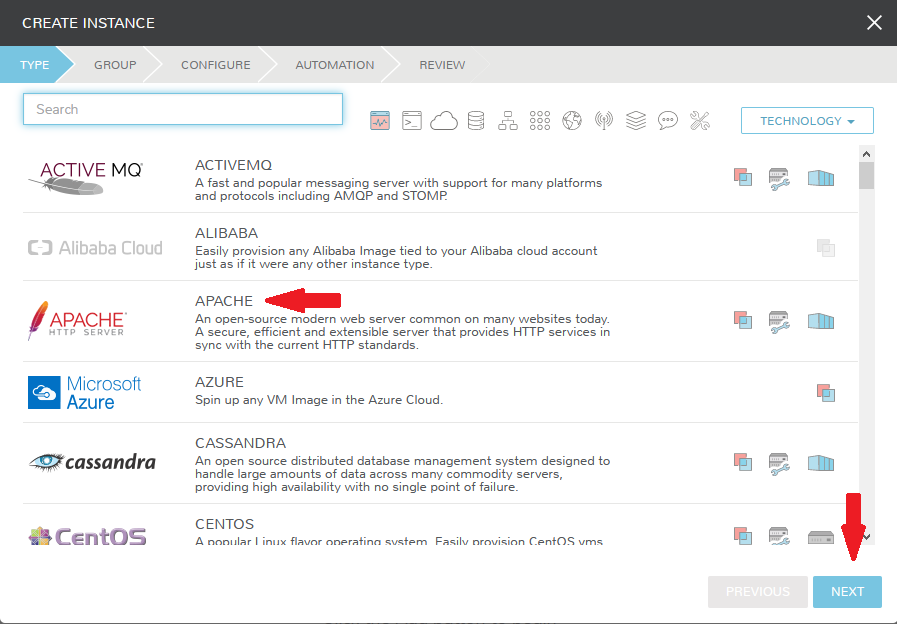 CREATE INSTANCE
TYPE
GROUP
CONFIGURE
AUTOMATION
REVIEW
Search
TECHNOLOGY
ACTIVE MQ
ACTIVEMQ
A fast and popular messaging server with support for many platforms
and protocols including AMQP and STOMP.
Alibaba Cloud
ALIBABA
Easily provision any Alibaba Image tied to your Alibaba cloud account
just as if it were any other instance type.
APACHE
HTTP SERVER
APACHE
An open-source modern web server common on many websites today.
A secure, efficient and extensible server that provides HTTP services in
sync with the current HTTP standards.
Microsoft
Azure
AZURE
Spin up any VM Image in the Azure Cloud.
cassandra
CASSANDRA
An open source distributed database management system designed to
handle large amounts of data across many commodity servers,
providing high availability with no single point of failure.
CentOS
CENTOS
A popular Linux flavor operating system. Easily provision CentOS vms
PREVIOUS
NEXT